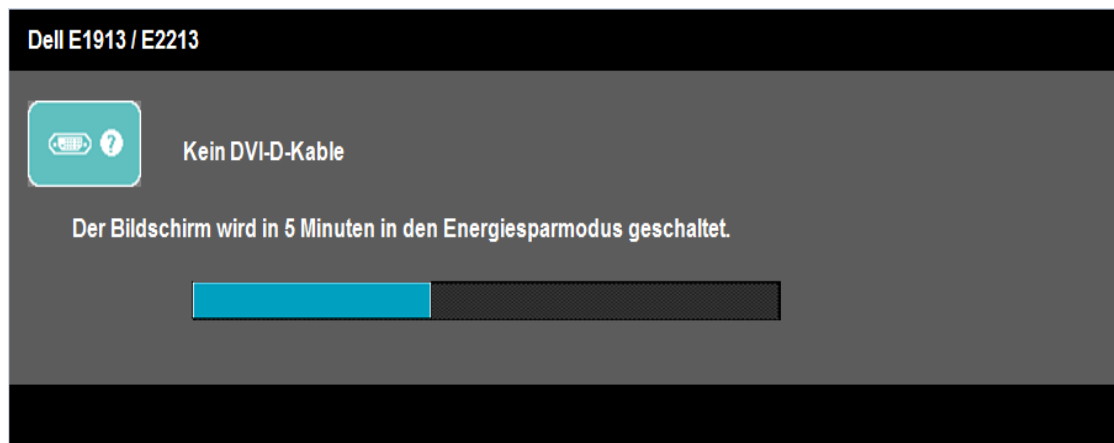 Dell E1913 / E2213
?
Kein DVI-D-Kable
Der Bildschirm wird in 5 Minuten in den Energiesparmodus geschaltet.